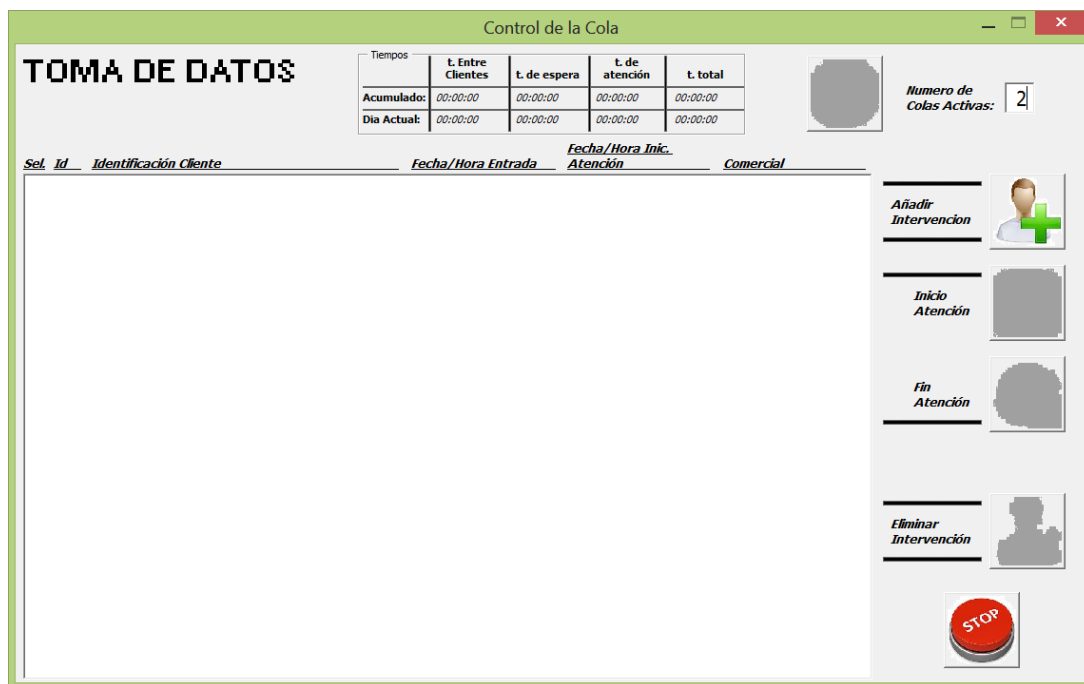 Control de la Cola
TOMA DE DATOS
Tiempos
t. Entre Clientes
t. de espera
t. de atención
t. total
Acumulado: 00:00:00 00:00:00 00:00:00 00:00:00
Dia Actual: 00:00:00 00:00:00 00:00:00 00:00:00
Numero de
Colas Activas: 2
Sel. Id Identificación Cliente Fecha/Hora Entrada Fecha/Hora Inic. Atención Comercial
Añadir
Intervencion
Inicio
Atención
Fin
Atención
Eliminar
Intervención
STOP